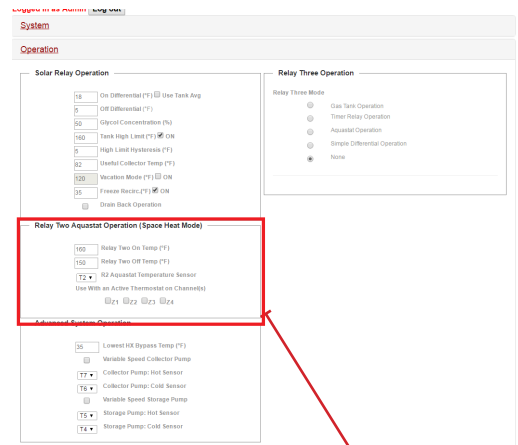 Logged in as Admin Log out
System
Operation
Solar Relay Operation
18 On Differential (°F) Use Tank Avg
5 Off Differential (°F)
50 Glycol Concentration (%)
160 Tank High Limit (°F) ON
5 High Limit Hysteresis (°F)
82 Useful Collector Temp (°F)
120 Vacation Mode (°F) ON
35 Freeze Recirc.(°F) ON
Drain Back Operation
Relay Two Aquastat Operation (Space Heat Mode)
160 Relay Two On Temp (°F)
150 Relay Two Off Temp (°F)
T2 R2 Aquastat Temperature Sensor
Use With an Active Thermostat on Channel(s)
Z1 Z2 Z3 Z4
Advanced System Operation
35 Lowest HX Bypass Temp (°F)
Variable Speed Collector Pump
T7 Collector Pump: Hot Sensor
T6 Collector Pump: Cold Sensor
Variable Speed Storage Pump
T5 Storage Pump: Hot Sensor
T4 Storage Pump: Cold Sensor
Relay Three Operation
Relay Three Mode
Gas Tank Operation
Timer Relay Operation
Aquastat Operation
Simple Differential Operation
None